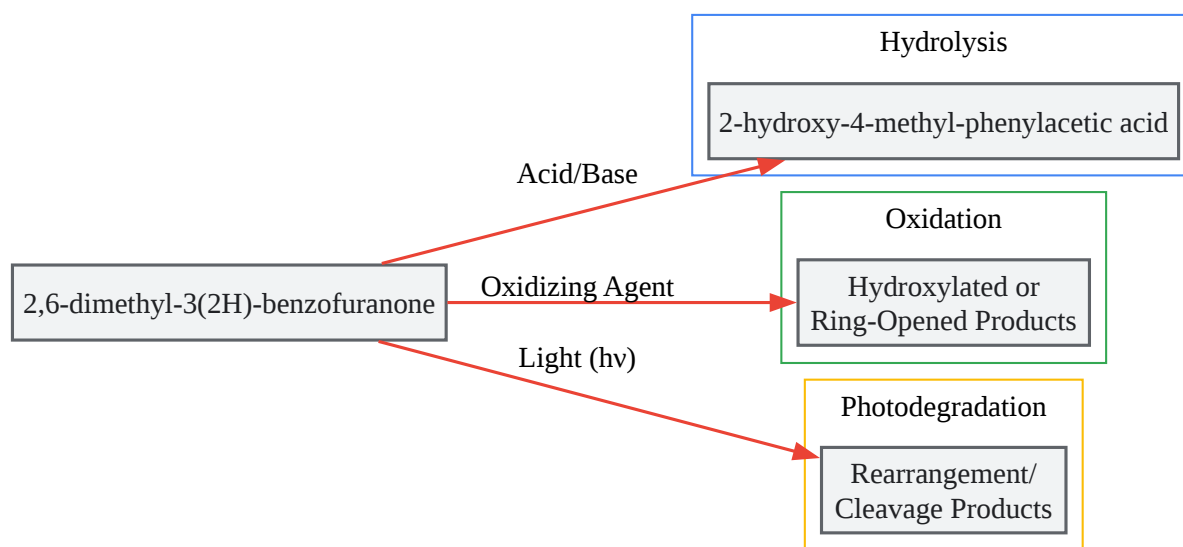 Hydrolysis
2-hydroxy-4-methyl-phenylacetic acid
Acid/Base
Oxidation
2,6-dimethyl-3(2H)-benzofuranone
Oxidizing Agent
Hydroxylated or
Ring-Opened Products
Light (hν)
Photodegradation
Rearrangement/
Cleavage Products